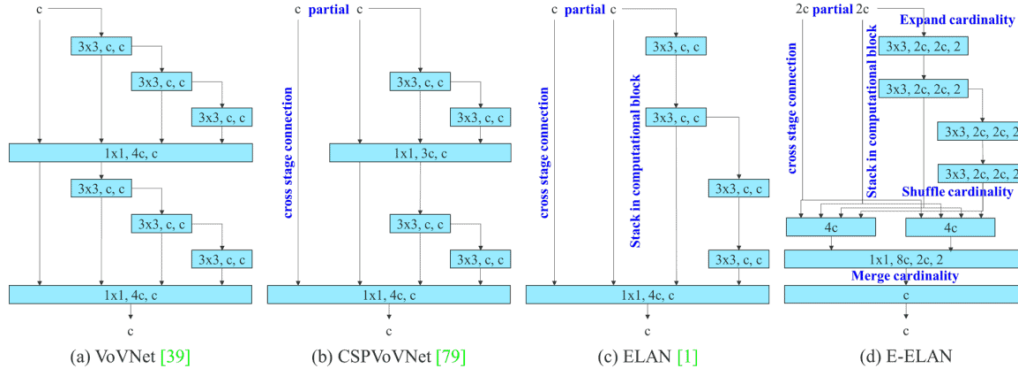 c
3x3, c, c
3x3, c, c
3x3, c, c
1x1, 4c, c
3x3, c, c
3x3, c, c
3x3, c, c
1x1, 4c, c
c
(a) VoVNet [39]
c partial c
cross stage connection
3x3, c, c
3x3, c, c
1x1, 3c, c
3x3, c, c
3x3, c, c
1x1, 4c, c
c
(b) CSPVoVNet [79]
c partial c
cross stage connection
Stack in computational block
3x3, c, c
3x3, c, c
3x3, c, c
3x3, c, c
1x1, 4c, c
c
(c) ELAN [1]
2c partial 2c
Expand cardinality
cross stage connection
Stack in computational block
3x3, 2c, 2c, 2
3x3, 2c, 2c, 2
3x3, 2c, 2c, 2
3x3, 2c, 2c, 2
Shuffle cardinality
4c 4c
1x1, 8c, 2c, 2
Merge cardinality
c
c
(d) E-ELAN